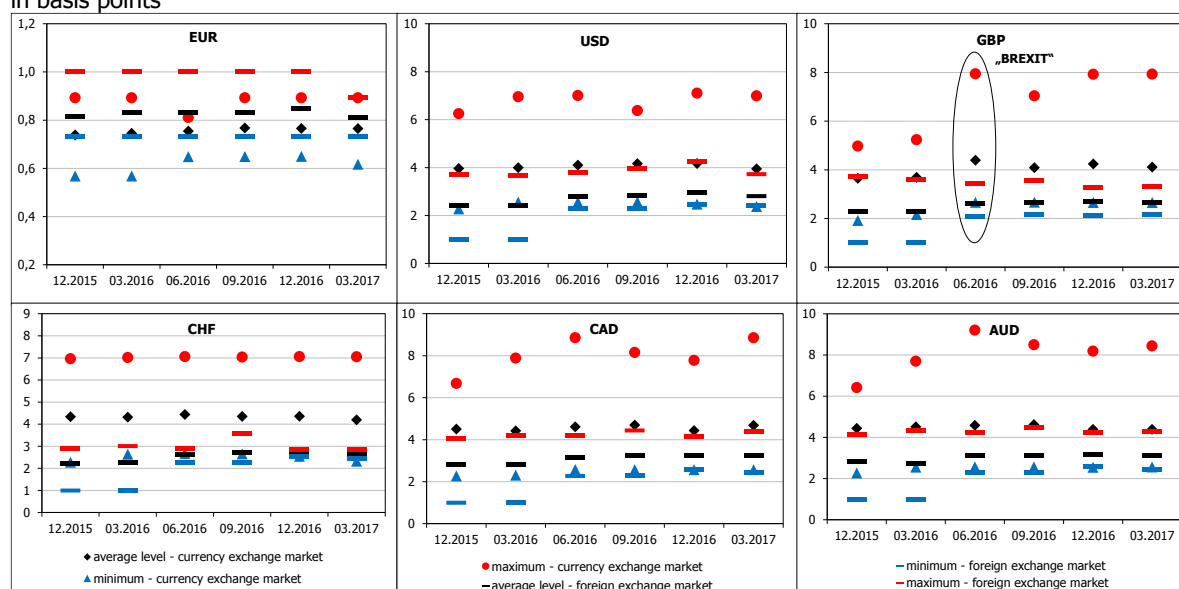 in basis points
EUR
1,2
1,0
0,8
0,6
0,4
0,2
12.2015 03.2016 06.2016 09.2016 12.2016 03.2017
USD
10
8
6
4
2
0
12.2015 03.2016 06.2016 09.2016 12.2016 03.2017
GBP
„BREXIT“
10
8
6
4
2
0
12.2015 03.2016 06.2016 09.2016 12.2016 03.2017
CHF
9
8
7
6
5
4
3
2
1
0
12.2015 03.2016 06.2016 09.2016 12.2016 03.2017
CAD
10
8
6
4
2
0
12.2015 03.2016 06.2016 09.2016 12.2016 03.2017
AUD
10
8
6
4
2
0
12.2015 03.2016 06.2016 09.2016 12.2016 03.2017
average level - currency exchange market
minimum - currency exchange market
maximum - currency exchange market
average level - foreign exchange market
minimum - foreign exchange market
maximum - foreign exchange market